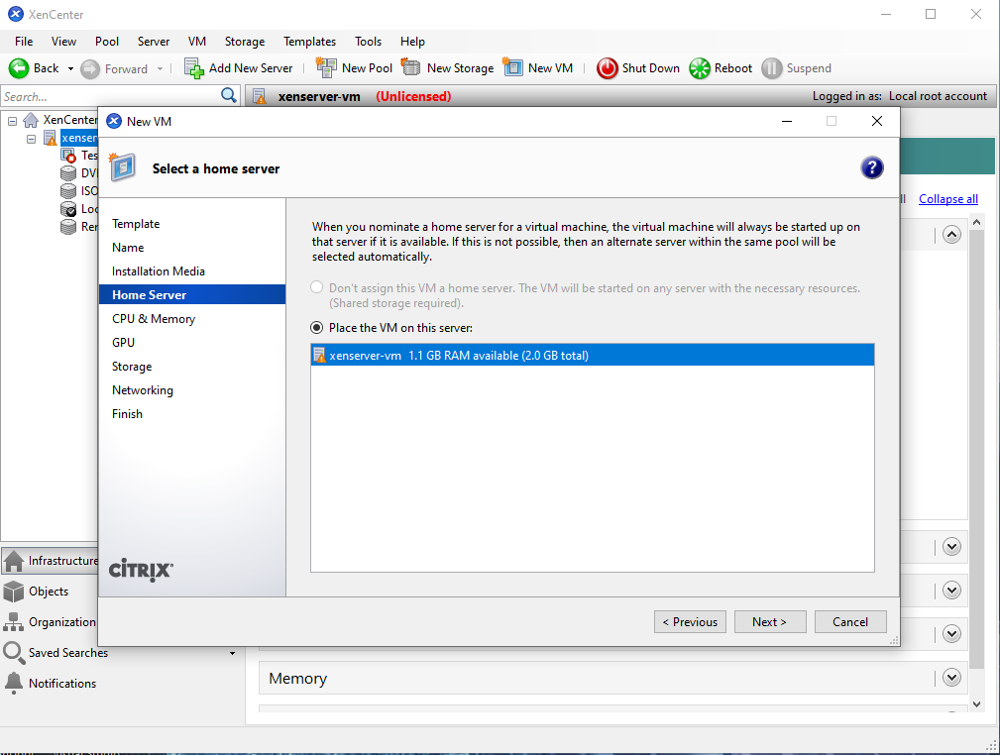 XenCenter
File View Pool Server VM Storage Templates Tools Help
Back Forward Add New Server New Pool New Storage New VM Shut Down Reboot Suspend
Search...
xenserver-vm (Unlicensed) Logged in as: Local root account
XenCenter
New VM
Select a home server
?
Collapse all
Template
Name
Installation Media
Home Server
CPU & Memory
GPU
Storage
Networking
Finish
CITRIX
When you nominate a home server for a virtual machine, the virtual machine will always be started up on
that server if it is available. If this is not possible, then an alternate server within the same pool will be
selected automatically.
Don't assign this VM a home server. The VM will be started on any server with the necessary resources.
(Shared storage required).
Place the VM on this server:
xenserver-vm 1.1 GB RAM available (2.0 GB total)
< Previous Next > Cancel
Infrastructure
Objects
Organization
Saved Searches
Notifications
Memory